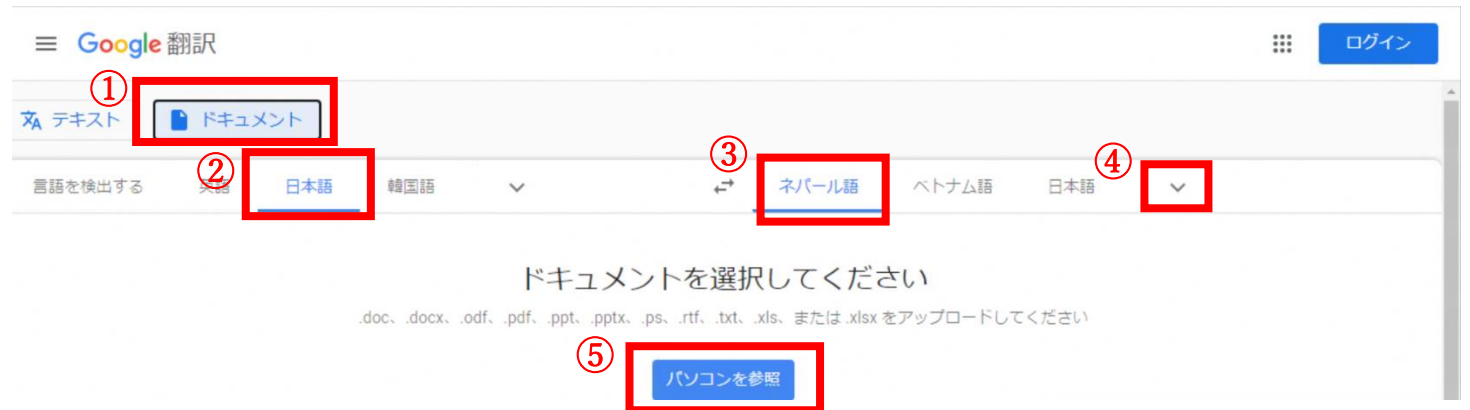 Google 翻訳 ログイン
①
テキスト ドキュメント
② ③ ④
言語を検出する 英語 日本語 韓国語 ネパール語 ベトナム語 日本語
ドキュメントを選択してください
.doc、.docx、.odf、.pdf、.ppt、.pptx、.ps、.rtf、.txt、.xls、または .xlsx をアップロードしてください
⑤
パソコンを参照